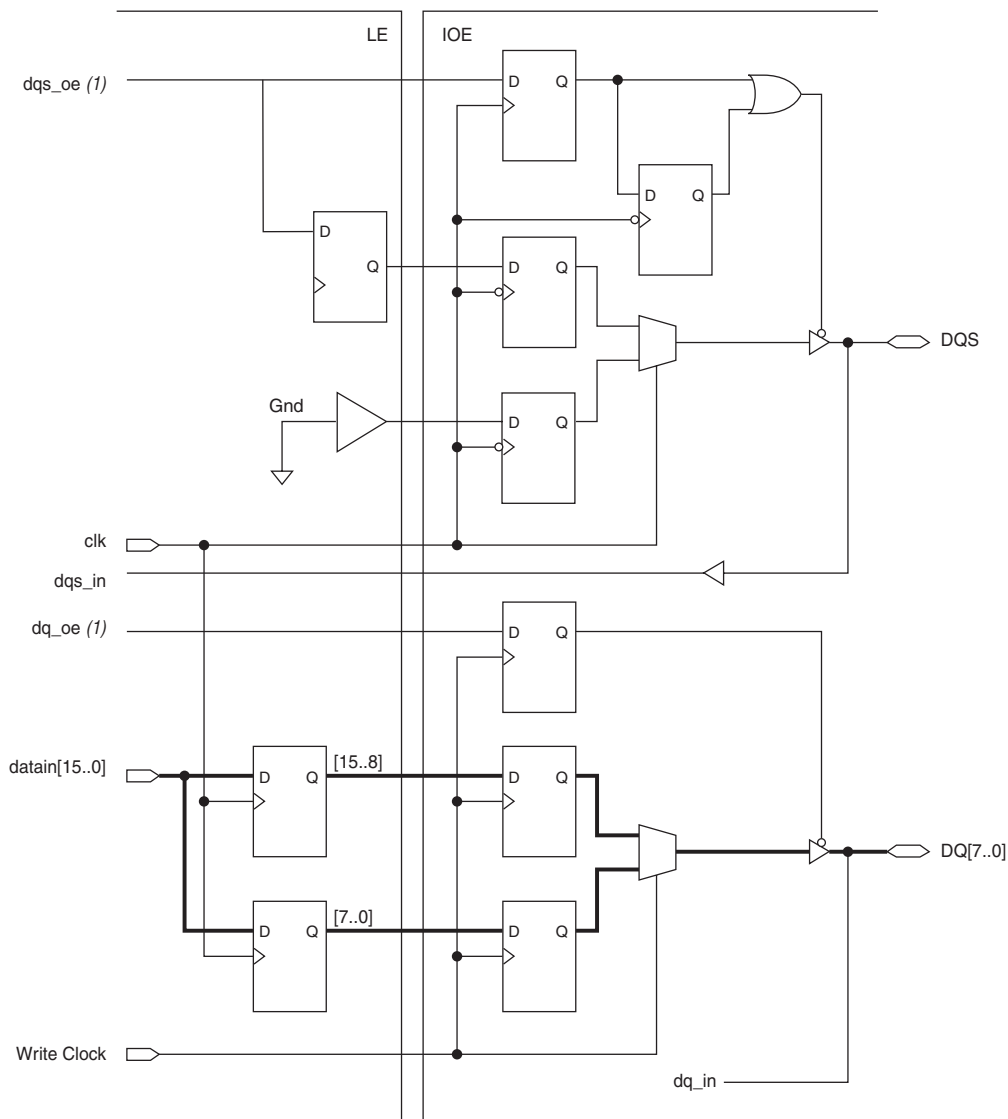 LE IOE
dqs_oe (1)
D Q
D Q
D
Q
D Q
DQS
Gnd
D Q
clk
dqs_in
dq_oe (1)
D Q
datain[15..0]
D Q
[15..8]
D Q
DQ[7..0]
D Q
[7..0]
D Q
Write Clock
dq_in